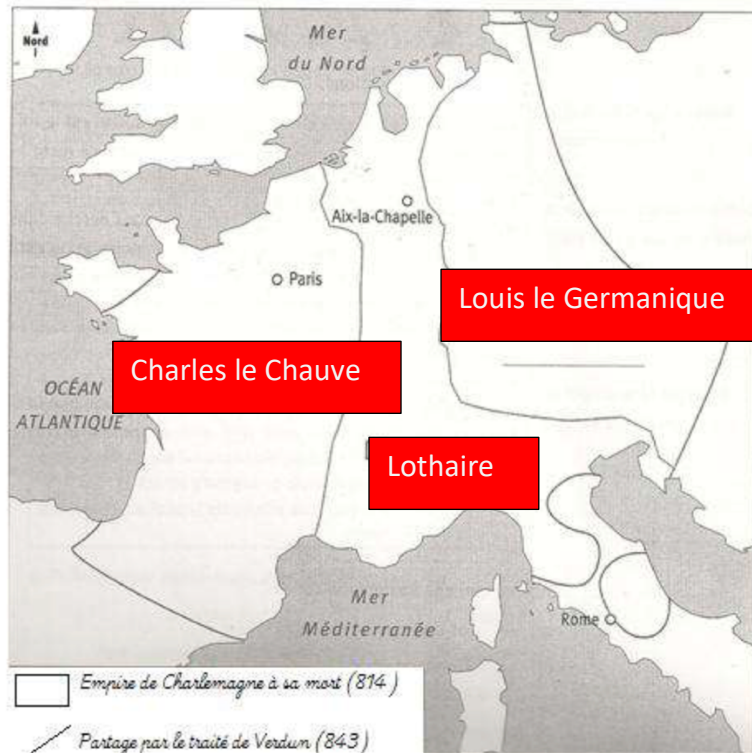 Nord
Mer
du Nord
Aix-la-Chapelle
Paris
Louis le Germanique
Charles le Chauve
OCÉAN
ATLANTIQUE
Lothaire
Mer
Méditerranée
Rome
Empire de Charlemagne à sa mort (814)
Partage par le traité de Verdun (843)